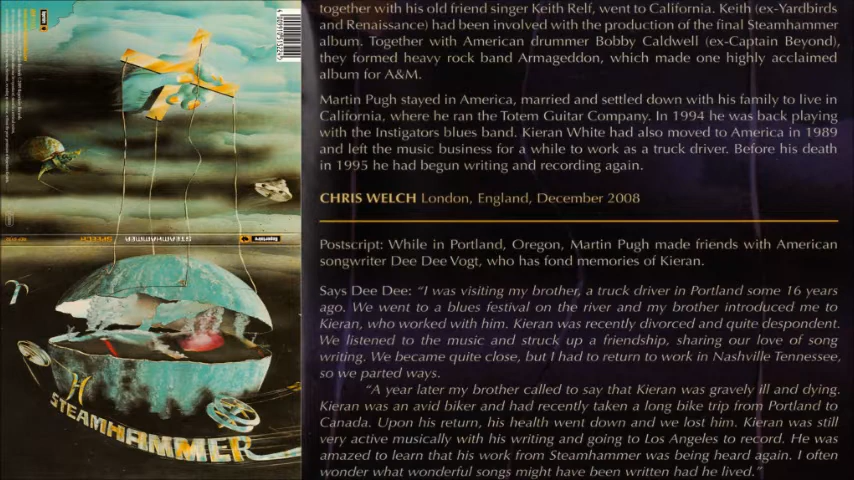 STEAMHAMMER
SPEECH
Repertoire
STEAMHAMMER
together with his old friend singer Keith Relf, went to California. Keith (ex-Yardbirds
and Renaissance) had been involved with the production of the final Steamhammer
album. Together with American drummer Bobby Caldwell (ex-Captain Beyond),
they formed heavy rock band Armageddon, which made one highly acclaimed
album for A&M.
Martin Pugh stayed in America, married and settled down with his family to live in
California, where he ran the Totem Guitar Company. In 1994 he was back playing
with the Instigators blues band. Kieran White had also moved to America in 1989
and left the music business for a while to work as a truck driver. Before his death
in 1995 he had begun writing and recording again.
CHRIS WELCH London, England, December 2008
Postscript: While in Portland, Oregon, Martin Pugh made friends with American
songwriter Dee Dee Vogt, who has fond memories of Kieran.
Says Dee Dee: “I was visiting my brother, a truck driver in Portland some 16 years
ago. We went to a blues festival on the river and my brother introduced me to
Kieran, who worked with him. Kieran was recently divorced and quite despondent.
We listened to the music and struck up a friendship, sharing our love of song
writing. We became quite close, but I had to return to work in Nashville Tennessee,
so we parted ways.
“A year later my brother called to say that Kieran was gravely ill and dying.
Kieran was an avid biker and had recently taken a long bike trip from Portland to
Canada. Upon his return, his health went down and we lost him. Kieran was still
very active musically with his writing and going to Los Angeles to record. He was
amazed to learn that his work from Steamhammer was being heard again. I often
wonder what wonderful songs might have been written had he lived.”